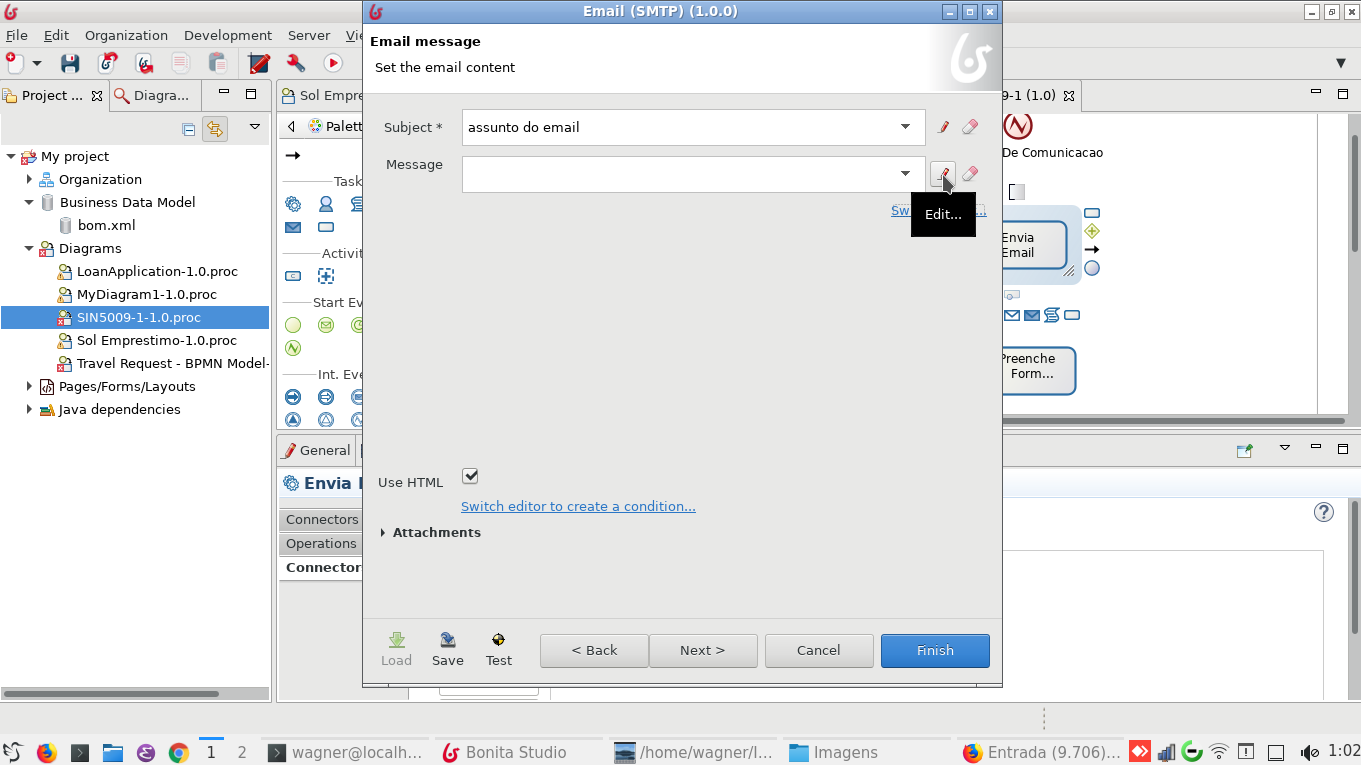 Email (SMTP) (1.0.0)
File Edit Organization Development Server
Email message
Set the email content
Project ...
Diagra...
Sol Empre
9-1 (1.0)
My project
Organization
Business Data Model
bom.xml
Diagrams
LoanApplication-1.0.proc
MyDiagram1-1.0.proc
SIN5009-1-1.0.proc
Sol Emprestimo-1.0.proc
Travel Request - BPMN Model-
Pages/Forms/Layouts
Java dependencies
Palett
Task
Activit
Start Ev
Int. Eve
Subject *
assunto do email
Message
Edit...
Use HTML
Switch editor to create a condition...
Attachments
Load
Save
Test
< Back
Next >
Cancel
Finish
De Comunicacao
Envia
Email
Preenche
Form...
General
Envia
Connectors
Operations
Connector
1
2
wagner@localh...
Bonita Studio
/home/wagner/I...
Imagens
Entrada (9.706)...
1:02